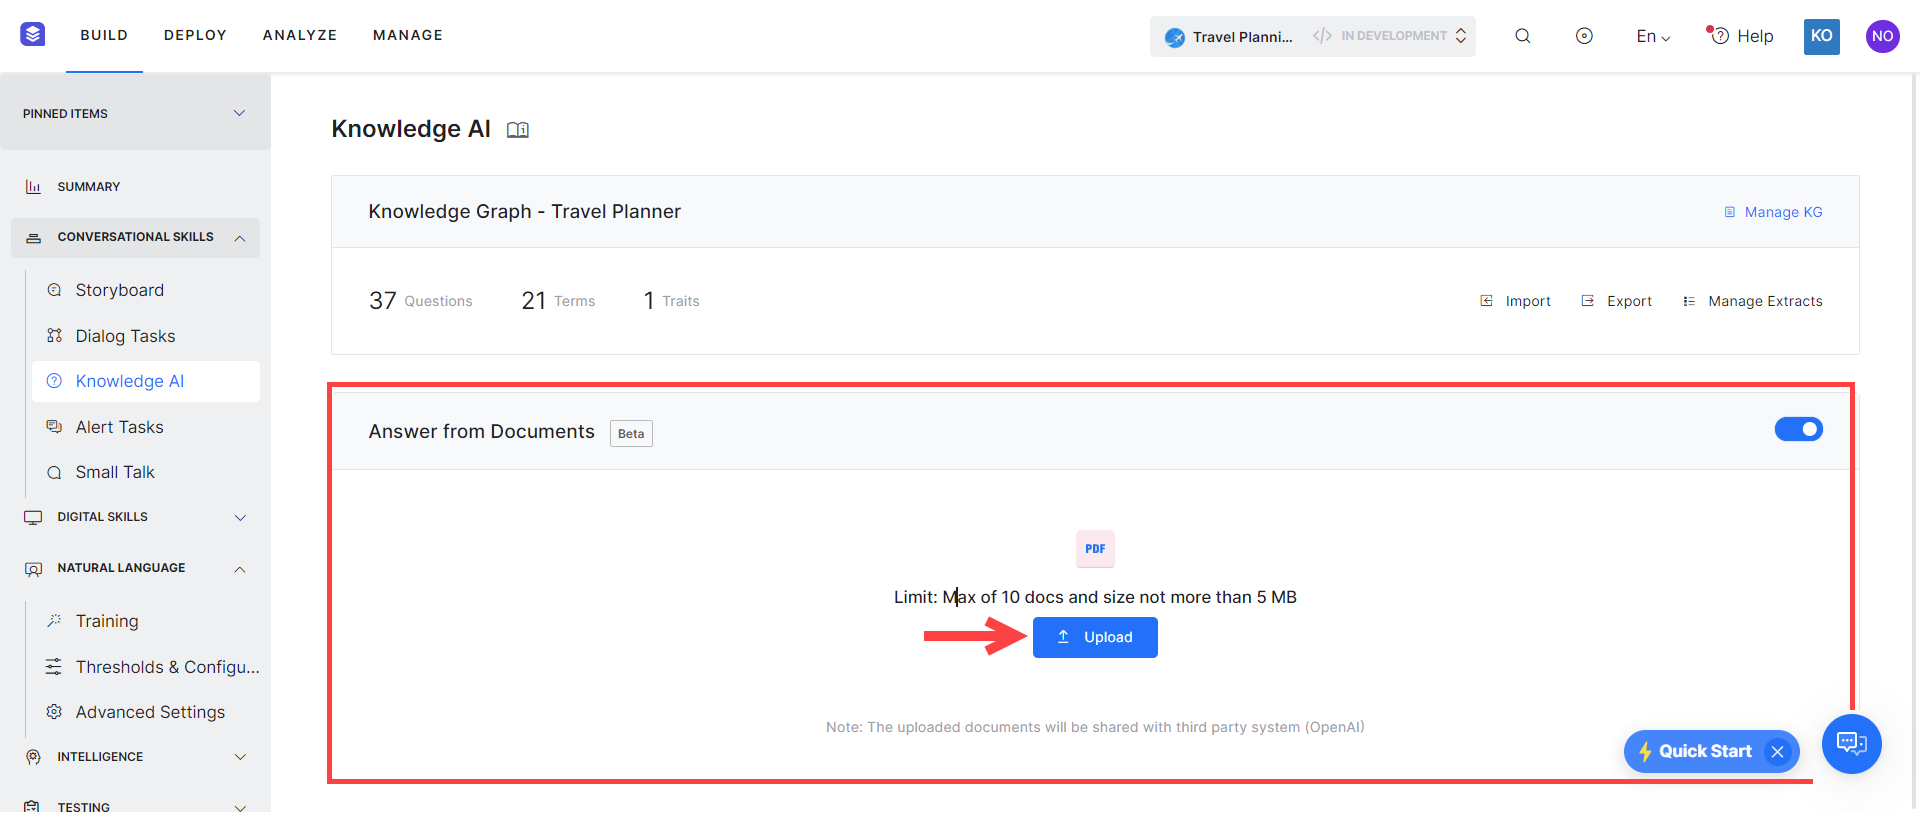 BUILD DEPLOY ANALYZE MANAGE Travel Planni... </> IN DEVELOPMENT En Help KO NO
PINNED ITEMS
SUMMARY
CONVERSATIONAL SKILLS
Storyboard
Dialog Tasks
Knowledge AI
Alert Tasks
Small Talk
DIGITAL SKILLS
NATURAL LANGUAGE
Training
Thresholds & Configu...
Advanced Settings
INTELLIGENCE
TESTING
Knowledge AI
Knowledge Graph - Travel Planner Manage KG
37 Questions 21 Terms 1 Traits Import Export Manage Extracts
Answer from Documents Beta
PDF
Limit: Max of 10 docs and size not more than 5 MB
Upload
Note: The uploaded documents will be shared with third party system (OpenAI)
Quick Start